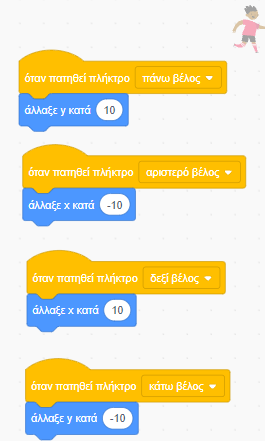 όταν πατηθεί πλήκτρο πάνω βέλος
άλλαξε y κατά 10
όταν πατηθεί πλήκτρο αριστερό βέλος
άλλαξε x κατά -10
όταν πατηθεί πλήκτρο δεξί βέλος
άλλαξε x κατά 10
όταν πατηθεί πλήκτρο κάτω βέλος
άλλαξε y κατά -10